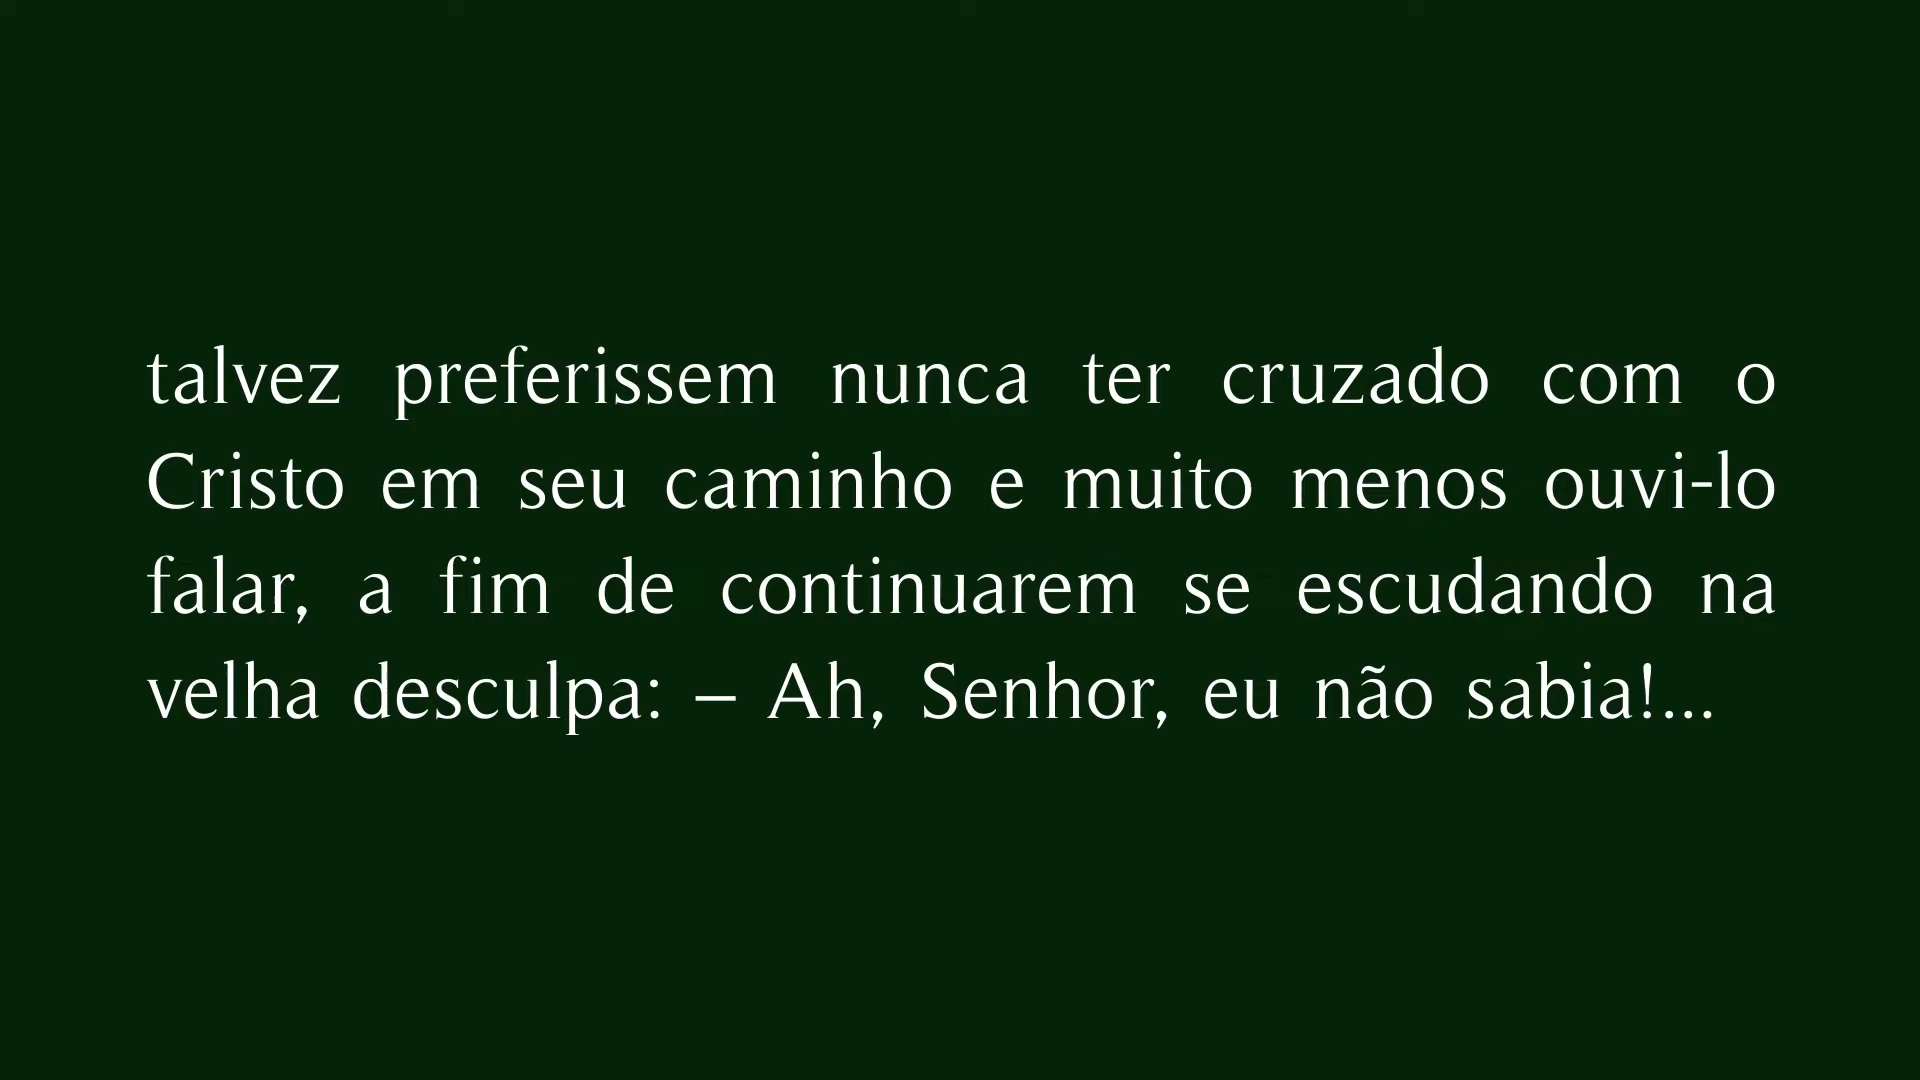 talvez preferissem nunca ter cruzado com o
Cristo em seu caminho e muito menos ouvi-lo
falar, a fim de continuarem se escudando na
velha desculpa: – Ah, Senhor, eu não sabia!...